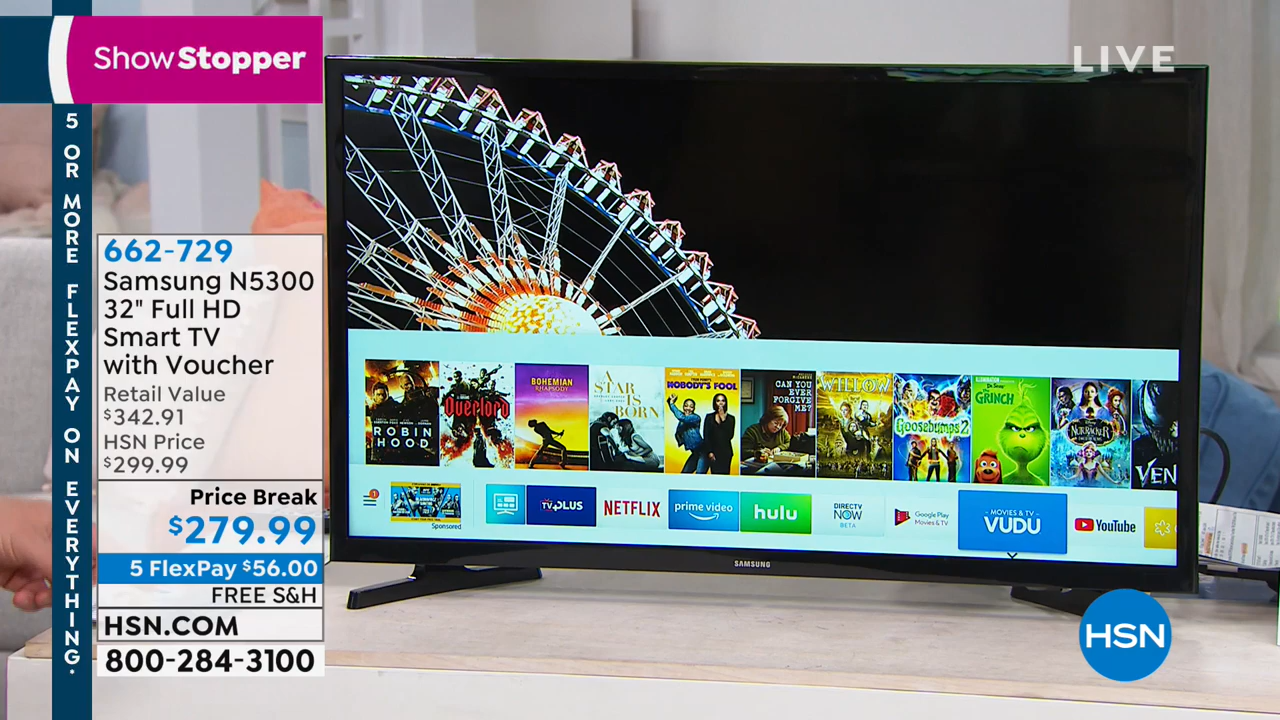 ShowStopper
LIVE
5 OR MORE FLEXPAY ON EVERYTHING.
662-729
Samsung N5300
32" Full HD
Smart TV
with Voucher
Retail Value
$342.91
HSN Price
$299.99
Price Break
$279.99
5 FlexPay $56.00
FREE S&H
HSN.COM
800-284-3100
ROBIN
HOOD
Overlord
BOHEMIAN
RHAPSODY
A
STAR
IS
BORN
NOBODY'S FOOL
CAN YOU
EVER
FORGIVE
ME?
WILLOW
Goosebumps 2
GRINCH
NUTCRACKER
VEN
1
Sponsored
TV PLUS
NETFLIX
prime video
hulu
DIRECTV
NOW
BETA
Google Play
Movies & TV
MOVIES & TV
VUDU
YouTube
SAMSUNG
HSN